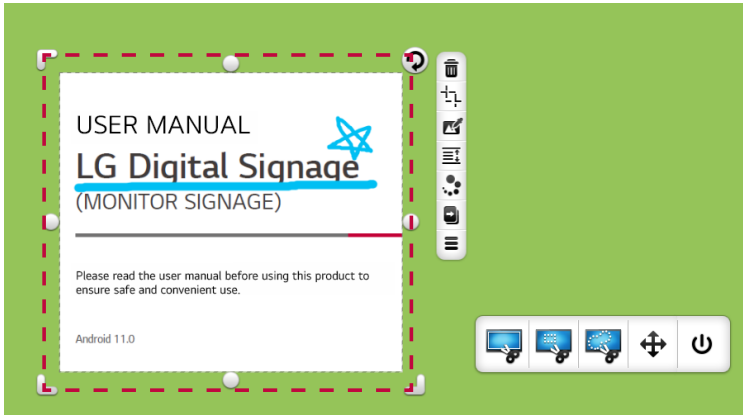 USER MANUAL
LG Digital Signage
(MONITOR SIGNAGE)
Please read the user manual before using this product to
ensure safe and convenient use.
Android 11.0